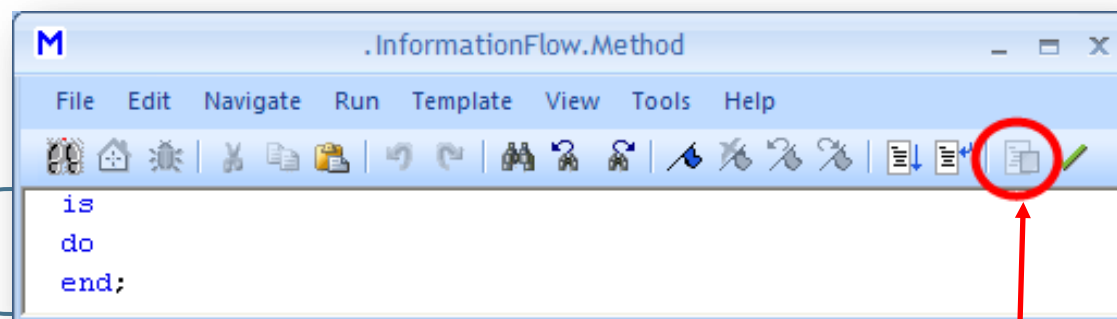 M .InformationFlow.Method
File Edit Navigate Run Template View Tools Help
is
do
end;